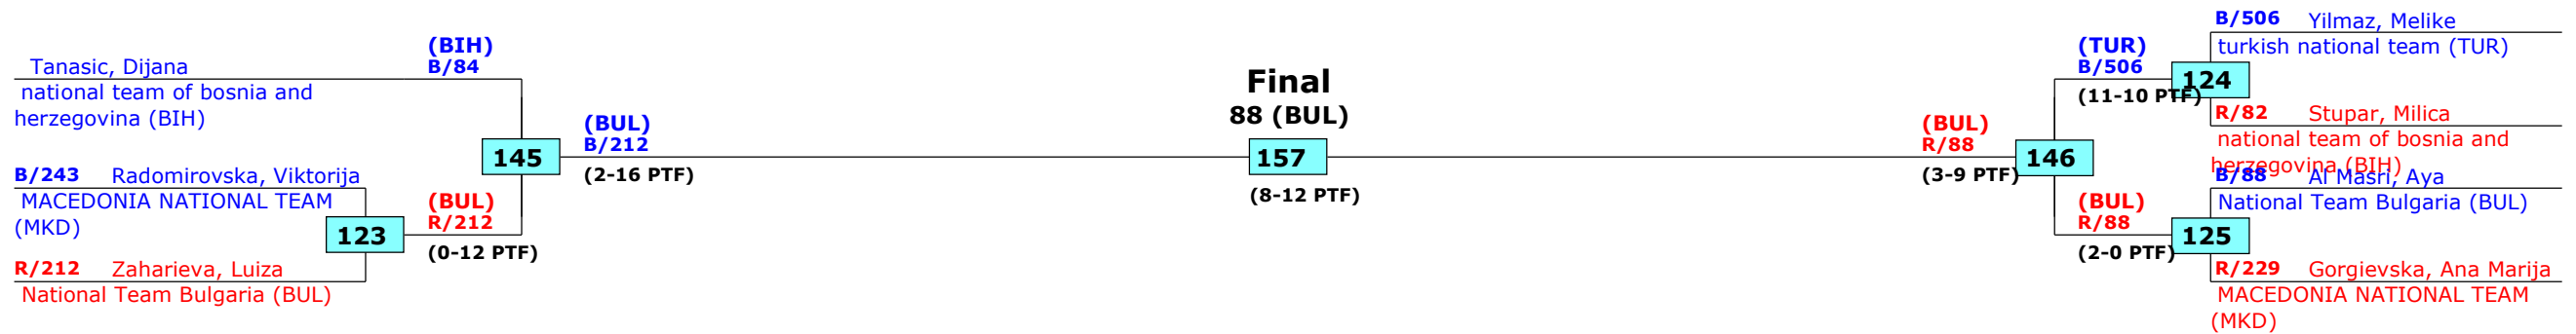 Tanasic, Dijana
national team of bosnia and
herzegovina (BIH)
B/243 Radomirovska, Viktorija
MACEDONIA NATIONAL TEAM
(MKD)
R/212 Zaharieva, Luiza
National Team Bulgaria (BUL)
123
(BIH)
B/84
(BUL)
R/212
(0-12 PTF)
145
(BUL)
B/212
(2-16 PTF)
Final
88 (BUL)
157
(8-12 PTF)
(BUL)
R/88
(3-9 PTF)
146
(TUR)
B/506
(11-10 PTF)
(BUL)
R/88
(2-0 PTF)
124
125
B/506 Yilmaz, Melike
turkish national team (TUR)
R/82 Stupar, Milica
national team of bosnia and
herzegovina (BIH)
B/88 Al Masri, Aya
National Team Bulgaria (BUL)
R/229 Gorgievska, Ana Marija
MACEDONIA NATIONAL TEAM
(MKD)